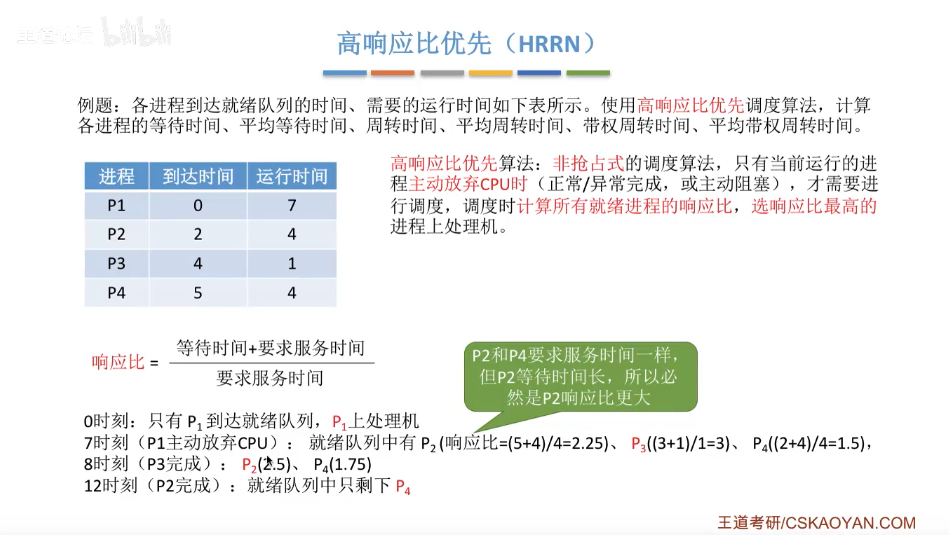 王道考研 bilibili
高响应比优先（HRRN）
例题：各进程到达就绪队列的时间、需要的运行时间如下表所示。使用高响应比优先调度算法，计算
各进程的等待时间、平均等待时间、周转时间、平均周转时间、带权周转时间、平均带权周转时间。
进程 到达时间 运行时间
P1 0 7
P2 2 4
P3 4 1
P4 5 4
高响应比优先算法：非抢占式的调度算法，只有当前运行的进
程主动放弃CPU时（正常/异常完成，或主动阻塞），才需要进
行调度，调度时计算所有就绪进程的响应比，选响应比最高的
进程上处理机。
响应比 =
等待时间+要求服务时间
要求服务时间
P2和P4要求服务时间一样，
但P2等待时间长，所以必
然是P2响应比更大
0时刻：只有 P1 到达就绪队列，P1上处理机
7时刻（P1主动放弃CPU）： 就绪队列中有 P2 (响应比=(5+4)/4=2.25)、 P3((3+1)/1=3)、 P4((2+4)/4=1.5)，
8时刻（P3完成）： P2(2.5)、 P4(1.75)
12时刻（P2完成）：就绪队列中只剩下 P4
王道考研/CSKAOYAN.COM